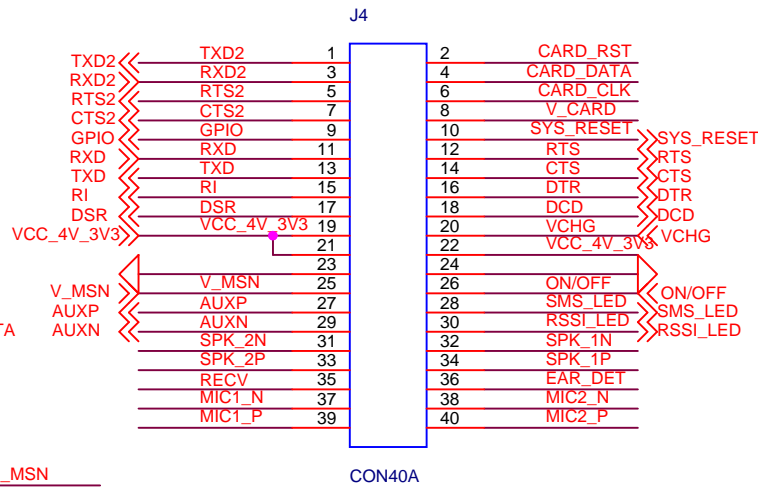 J4
TXD2 TXD2 1 2 CARD_RST
RXD2 RXD2 3 4 CARD_DATA
RTS2 RTS2 5 6 CARD_CLK
CTS2 CTS2 7 8 V_CARD
GPIO GPIO 9 10 SYS_RESET SYS_RESET
RXD RXD 11 12 RTS RTS
TXD TXD 13 14 CTS CTS
RI RI 15 16 DTR DTR
DSR DSR 17 18 DCD DCD
VCC_4V_3V3 VCC_4V_3V3 19 20 VCHG VCHG
21 22 VCC_4V_3V3
23 24
V_MSN V_MSN 25 26 ON/OFF ON/OFF
AUXP AUXP 27 28 SMS_LED SMS_LED
TA AUXN AUXN 29 30 RSSI_LED RSSI_LED
SPK_2N 31 32 SPK_1N
SPK_2P 33 34 SPK_1P
RECV 35 36 EAR_DET
MIC1_N 37 38 MIC2_N
MIC1_P 39 40 MIC2_P
_MSN CON40A